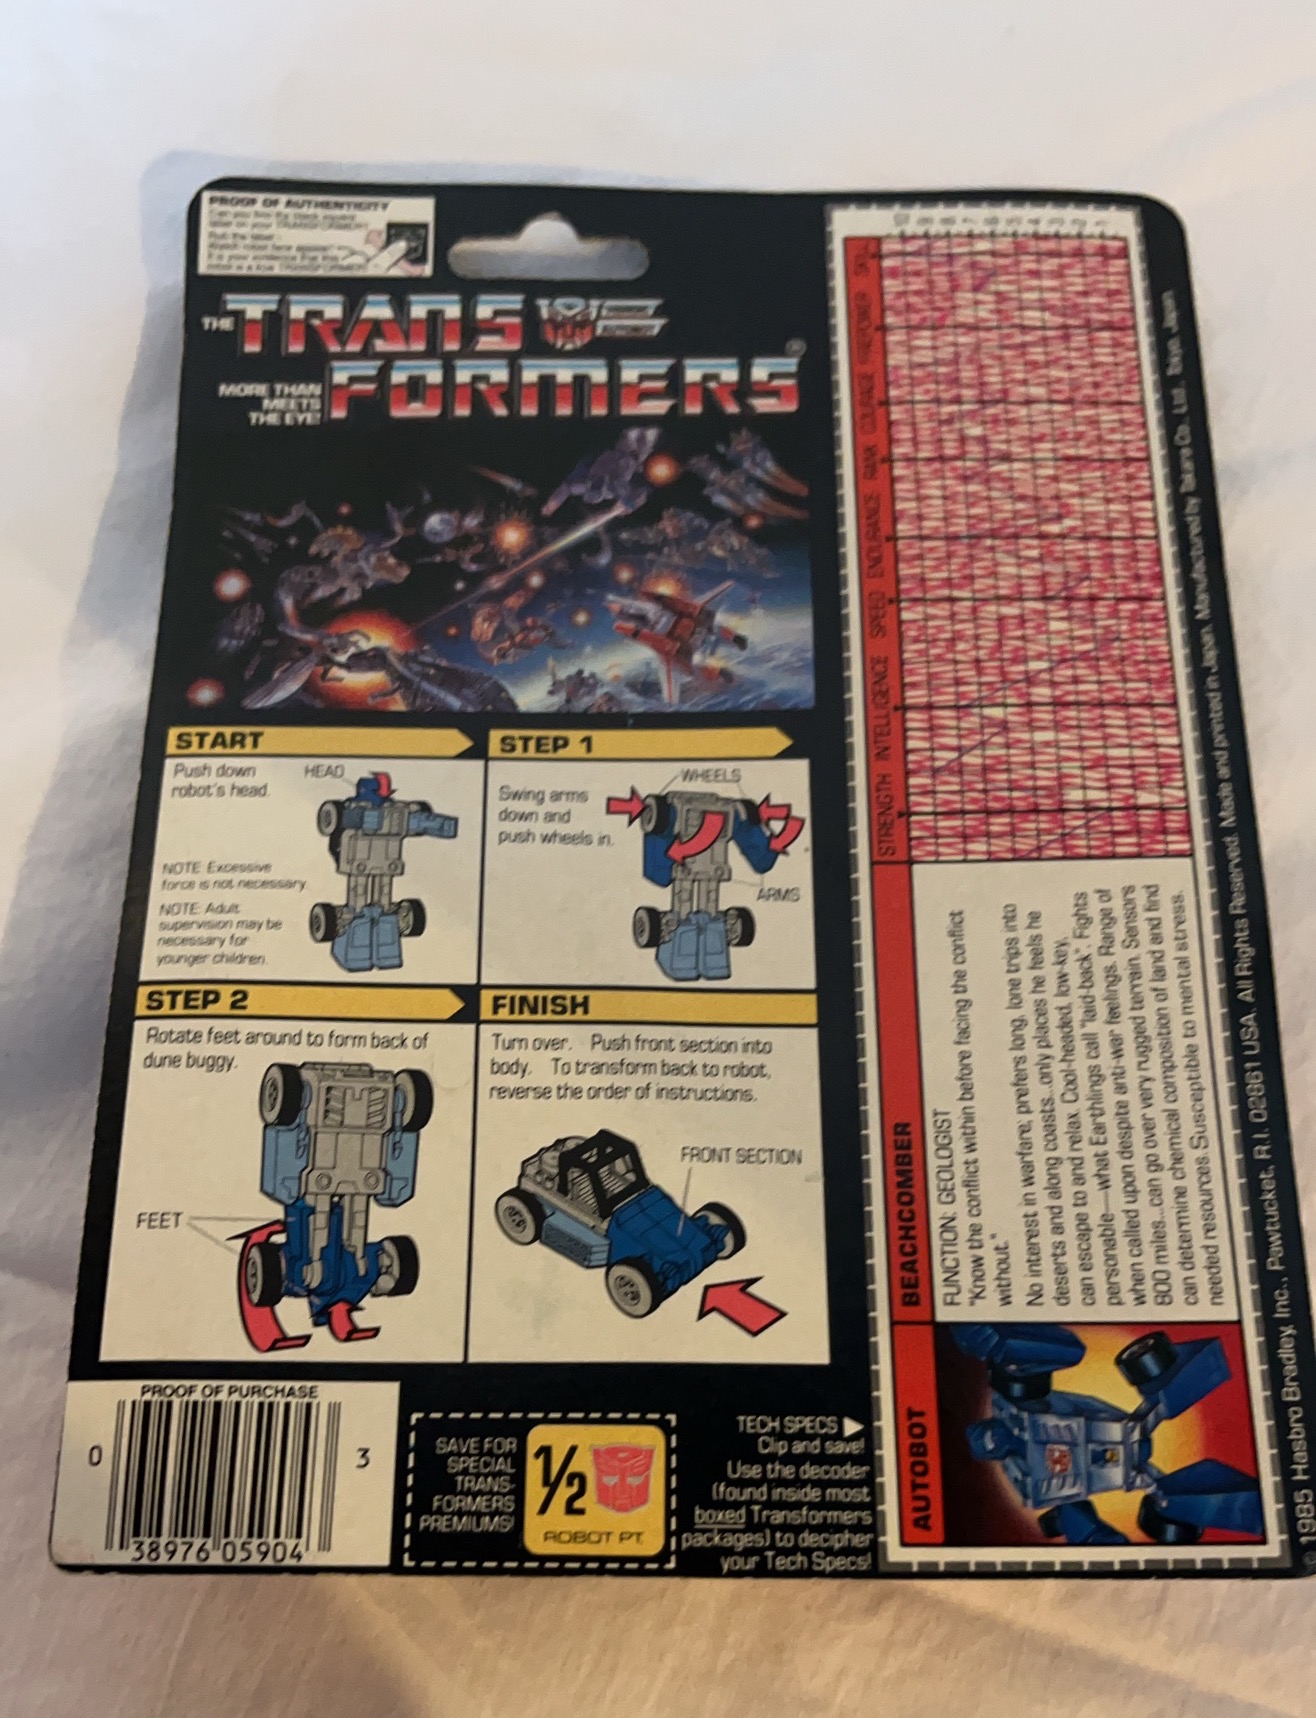 PROOF OF AUTHENTICITY
THE TRANSFORMERS®
MORE THAN
MEETS
THE EYE!
START
Push down
robot's head.
HEAD
NOTE: Excessive
force is not necessary.
NOTE: Adult
supervision may be
necessary for
younger children.
STEP 1
Swing arms
down and
push wheels in.
WHEELS
ARMS
STEP 2
Rotate feet around to form back of
dune buggy.
FEET
FINISH
Turn over. Push front section into
body. To transform back to robot,
reverse the order of instructions.
FRONT SECTION
PROOF OF PURCHASE
0
38976 05904
3
SAVE FOR
SPECIAL
TRANS-
FORMERS
PREMIUMS!
1/2
ROBOT PT.
TECH SPECS ▶
Clip and save!
Use the decoder
(found inside most
boxed Transformers
packages) to decipher
your Tech Specs!
AUTOBOT BEACHCOMBER
STRENGTH INTELLIGENCE SPEED ENDURANCE RANK COURAGE FIREPOWER SKILL
FUNCTION: GEOLOGIST
"Know the conflict within before facing the conflict
without."
No interest in warfare; prefers long, lone trips into
deserts and along coasts...only places he feels he
can escape to and relax. Cool-headed, low-key,
personable—what Earthlings call "laid-back". Fights
when called upon despite anti-war feelings. Range of
800 miles...can go over very rugged terrain. Sensors
can determine chemical composition of land and find
needed resources. Susceptible to mental stress.
© 1985 Hasbro Bradley, Inc., Pawtucket, R.I. 02861 USA. All Rights Reserved. Made and printed in Japan. Manufactured by Takara Co., Ltd., Tokyo, Japan